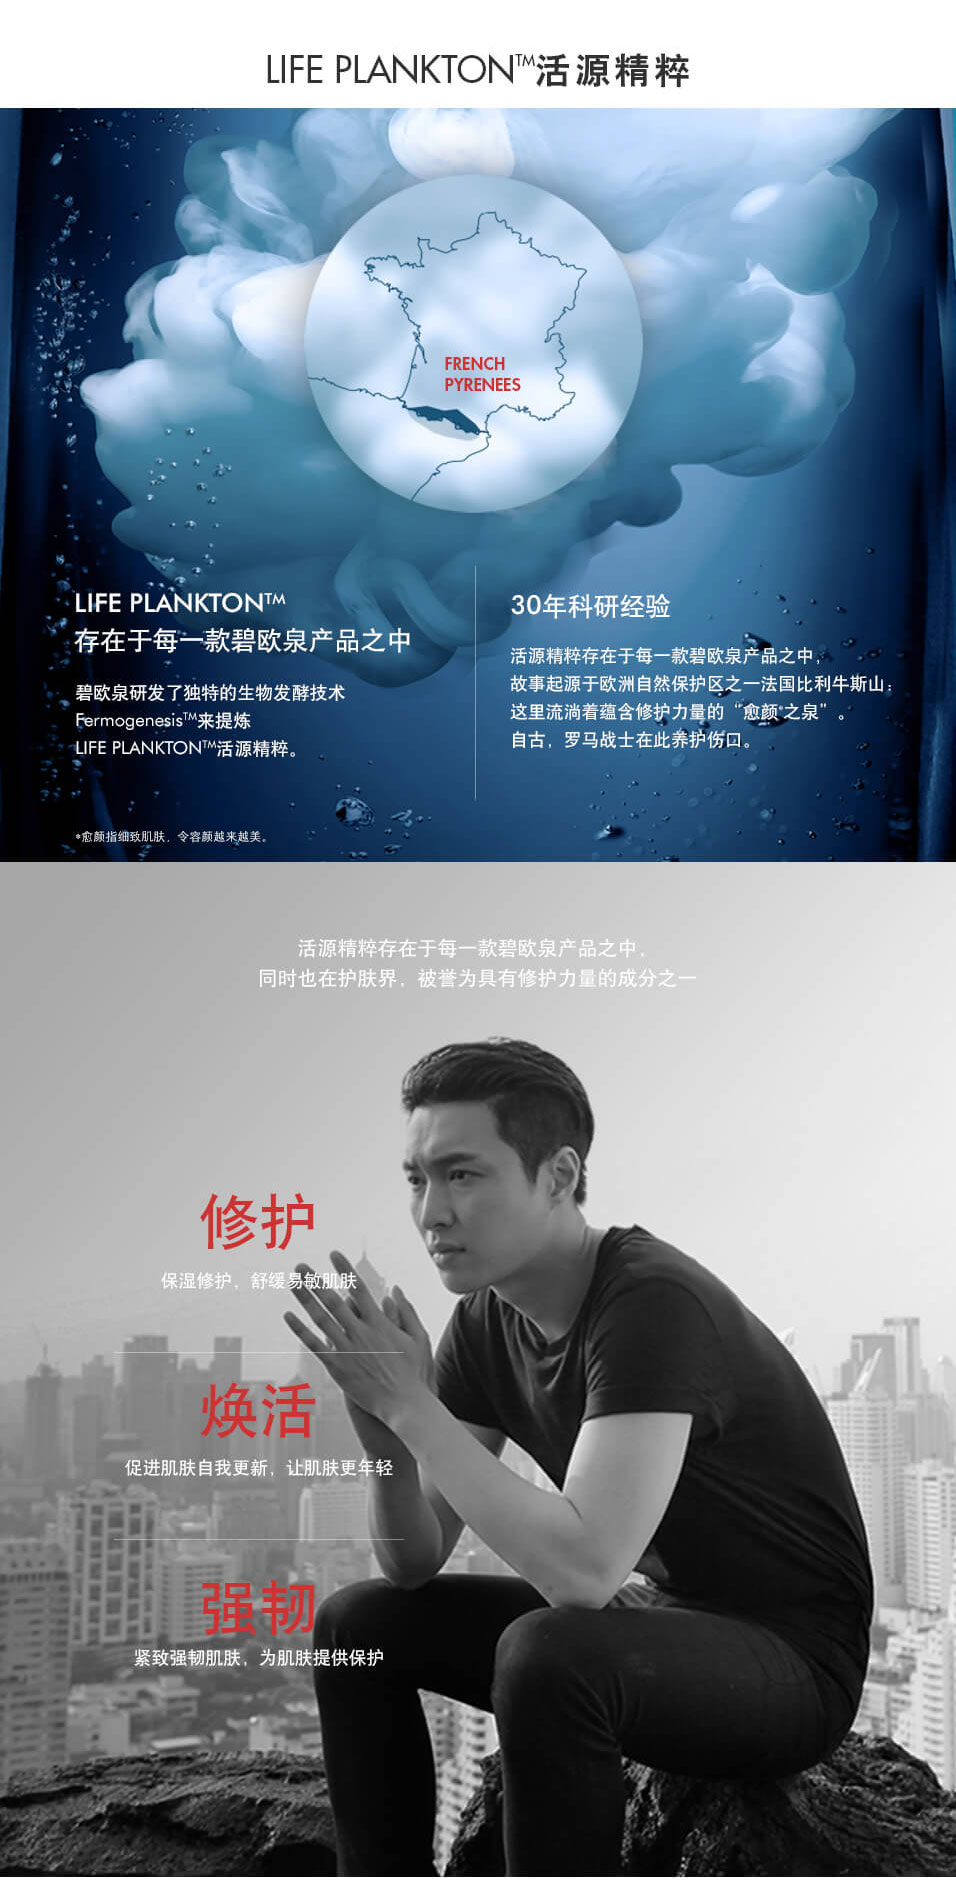 LIFE PLANKTON™活源精粹
FRENCH
PYRENEES
LIFE PLANKTON™
存在于每一款碧欧泉产品之中
碧欧泉研发了独特的生物发酵技术
Fermogenesis™来提炼
LIFE PLANKTON™活源精粹。
30年科研经验
活源精粹存在于每一款碧欧泉产品之中，
故事起源于欧洲自然保护区之一法国比利牛斯山：
这里流淌着蕴含修护力量的“愈颜*之泉”。
自古，罗马战士在此养护伤口。
*愈颜指细致肌肤，令容颜越来越美。
活源精粹存在于每一款碧欧泉产品之中，
同时也在护肤界，被誉为具有修护力量的成分之一
修护
保湿修护，舒缓易敏肌肤
焕活
促进肌肤自我更新，让肌肤更年轻
强韧
紧致强韧肌肤，为肌肤提供保护